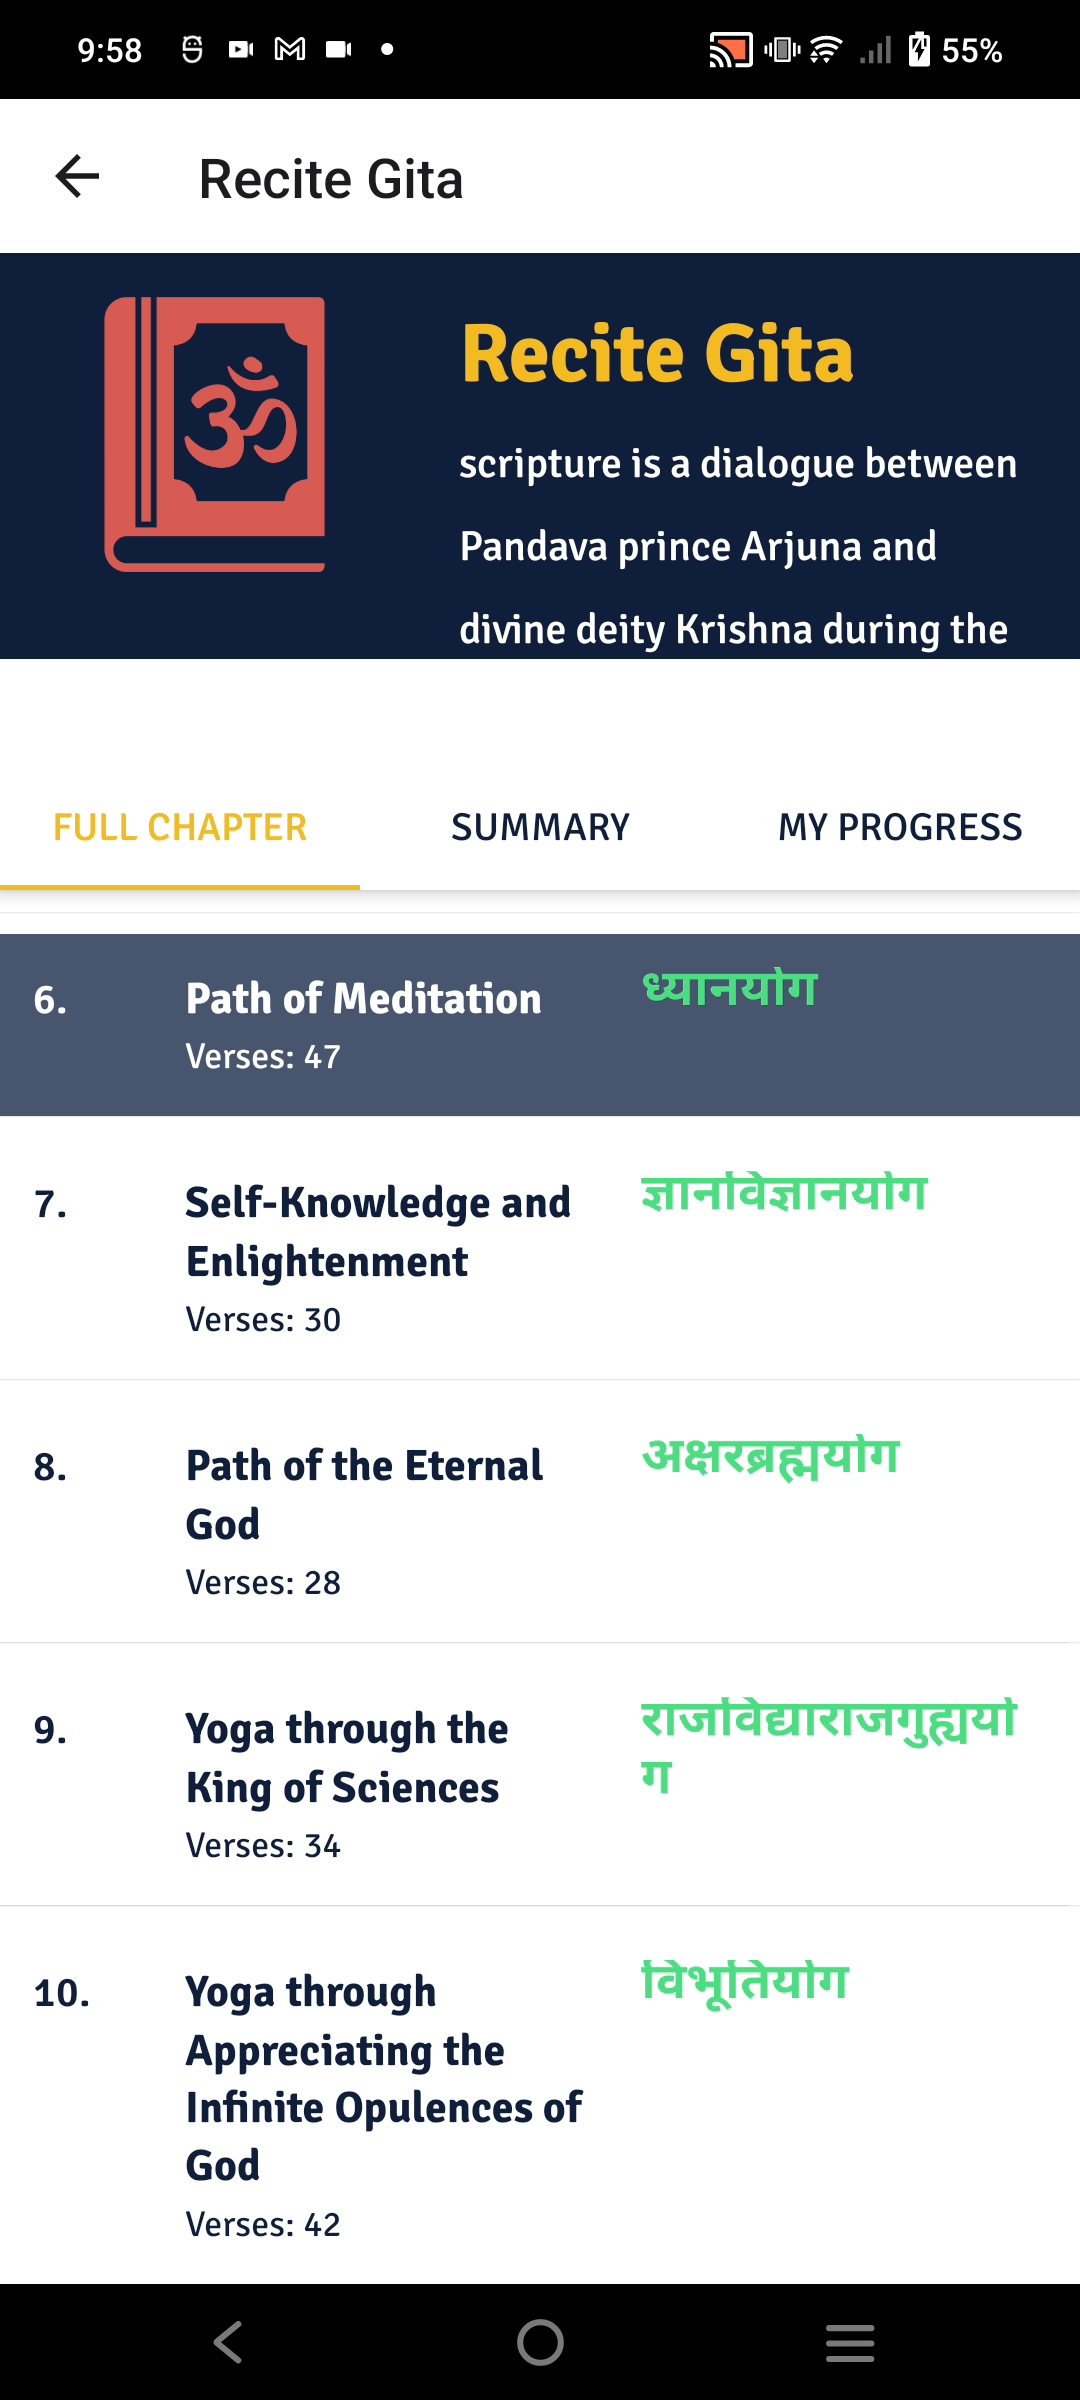 9:58
55%
Recite Gita
ॐ
Recite Gita
scripture is a dialogue between
Pandava prince Arjuna and
divine deity Krishna during the
FULL CHAPTER SUMMARY MY PROGRESS
6. Path of Meditation ध्यानयोग
Verses: 47
7. Self-Knowledge and ज्ञानविज्ञानयोग
Enlightenment
Verses: 30
8. Path of the Eternal अक्षरब्रह्मयोग
God
Verses: 28
9. Yoga through the राजविद्याराजगुह्ययो
King of Sciences ग
Verses: 34
10. Yoga through विभूतियोग
Appreciating the
Infinite Opulences of
God
Verses: 42